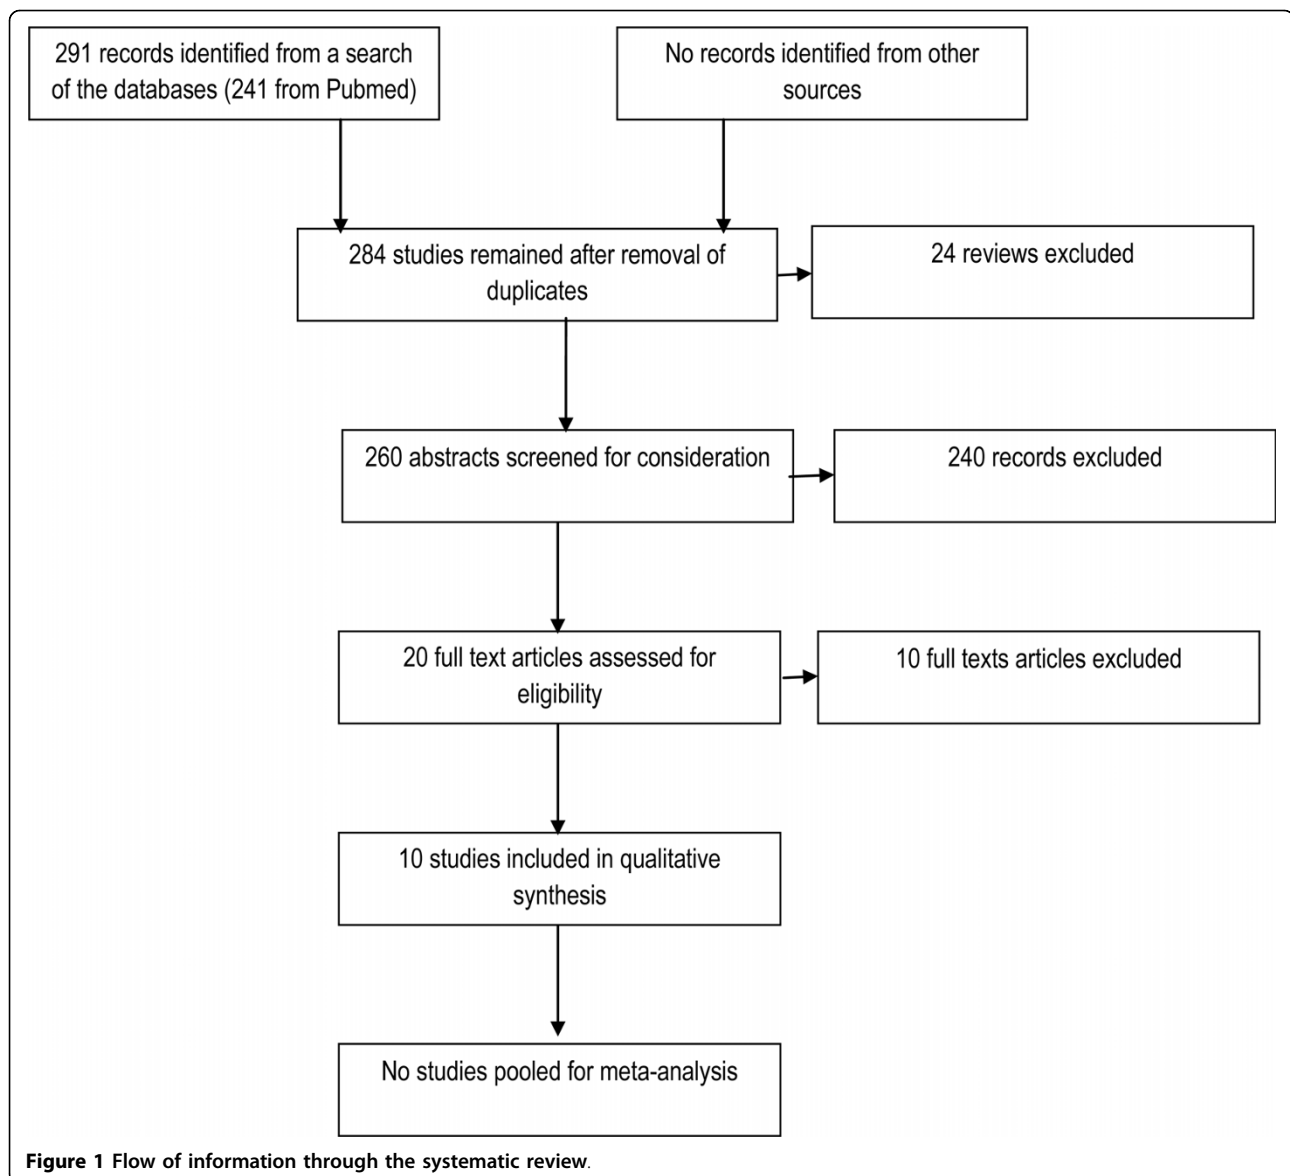 291 records identified from a search
of the databases (241 from Pubmed)
No records identified from other
sources
284 studies remained after removal of
duplicates
24 reviews excluded
260 abstracts screened for consideration
240 records excluded
20 full text articles assessed for
eligibility
10 full texts articles excluded
10 studies included in qualitative
synthesis
No studies pooled for meta-analysis
Figure 1 Flow of information through the systematic review.